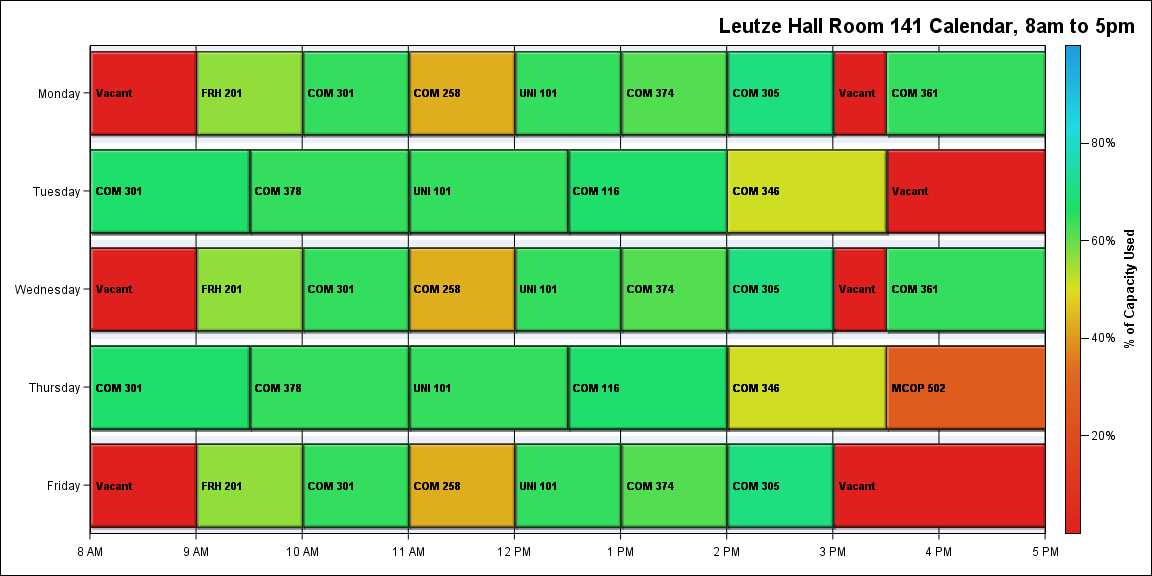 Leutze Hall Room 141 Calendar, 8am to 5pm
Monday
Vacant
FRH 201
COM 301
COM 258
UNI 101
COM 374
COM 305
Vacant
COM 361
Tuesday
COM 301
COM 378
UNI 101
COM 116
COM 346
Vacant
Wednesday
Vacant
FRH 201
COM 301
COM 258
UNI 101
COM 374
COM 305
Vacant
COM 361
Thursday
COM 301
COM 378
UNI 101
COM 116
COM 346
MCOP 502
Friday
Vacant
FRH 201
COM 301
COM 258
UNI 101
COM 374
COM 305
Vacant
8 AM
9 AM
10 AM
11 AM
12 PM
1 PM
2 PM
3 PM
4 PM
5 PM
80%
60%
40%
20%
% of Capacity Used